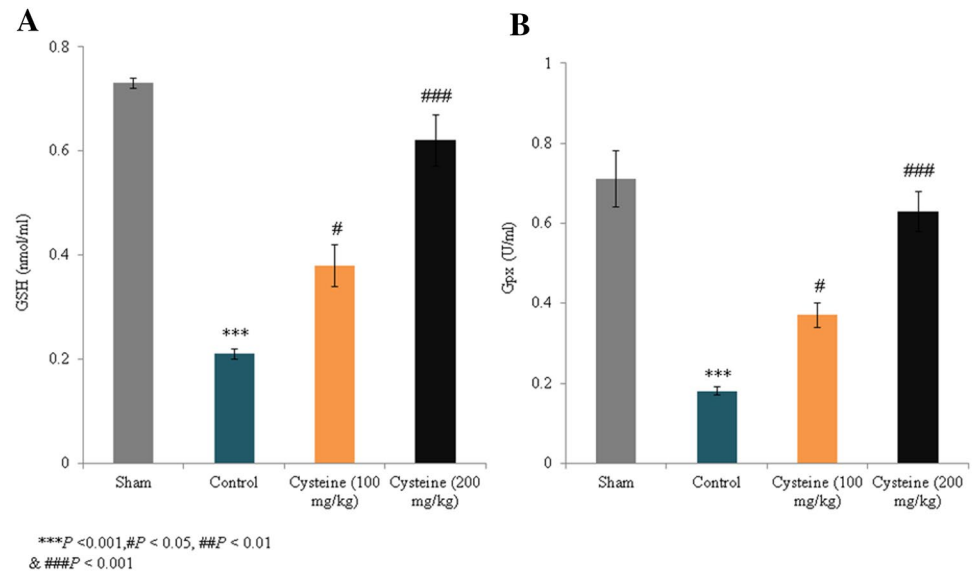 A
0.8
0.6
0.4
0.2
0
GSH (nmol/ml)
***
#
###
Sham
Control
Cysteine (100
mg/kg)
Cysteine (200
mg/kg)
B
1
0.8
0.6
0.4
0.2
0
Gpx (U/ml)
***
#
###
Sham
Control
Cysteine (100
mg/kg)
Cysteine (200
mg/kg)
***P <0.001,#P < 0.05, ##P < 0.01
& ###P < 0.001